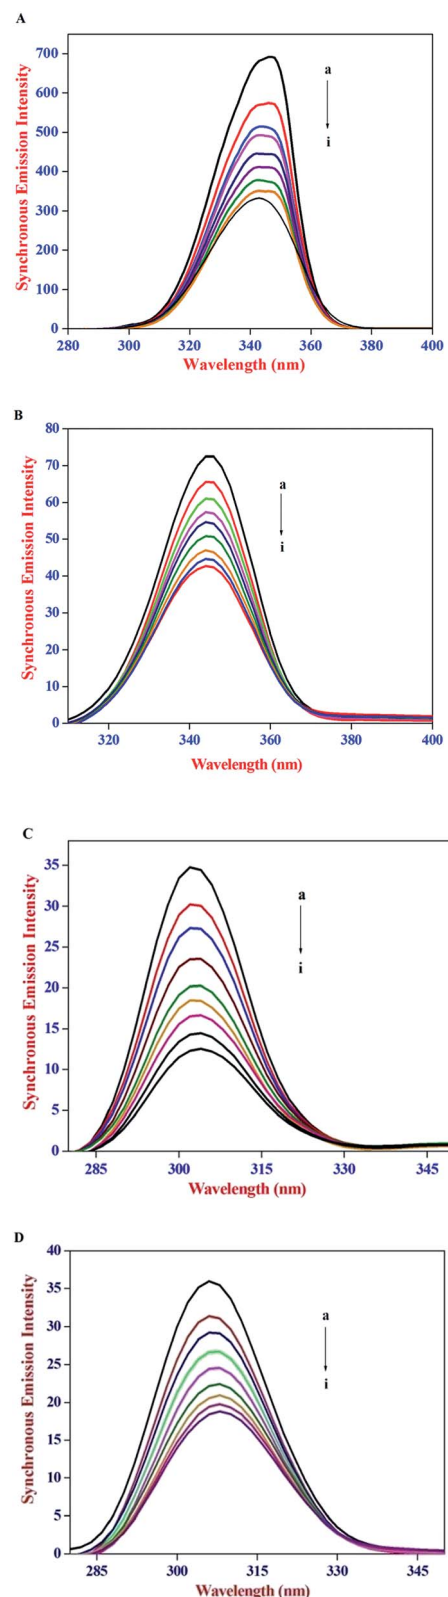 A
Synchronous Emission Intensity
700
600
500
400
300
200
100
0
a
i
280 300 320 340 360 380 400
Wavelength (nm)
B
Synchronous Emission Intensity
80
70
60
50
40
30
20
10
0
a
i
320 340 360 380 400
Wavelength (nm)
C
Synchronous Emission Intensity
35
30
25
20
15
10
5
0
a
i
285 300 315 330 345
Wavelength (nm)
D
Synchronous Emission Intensity
40
35
30
25
20
15
10
5
0
a
i
285 300 315 330 345
Wavelength (nm)